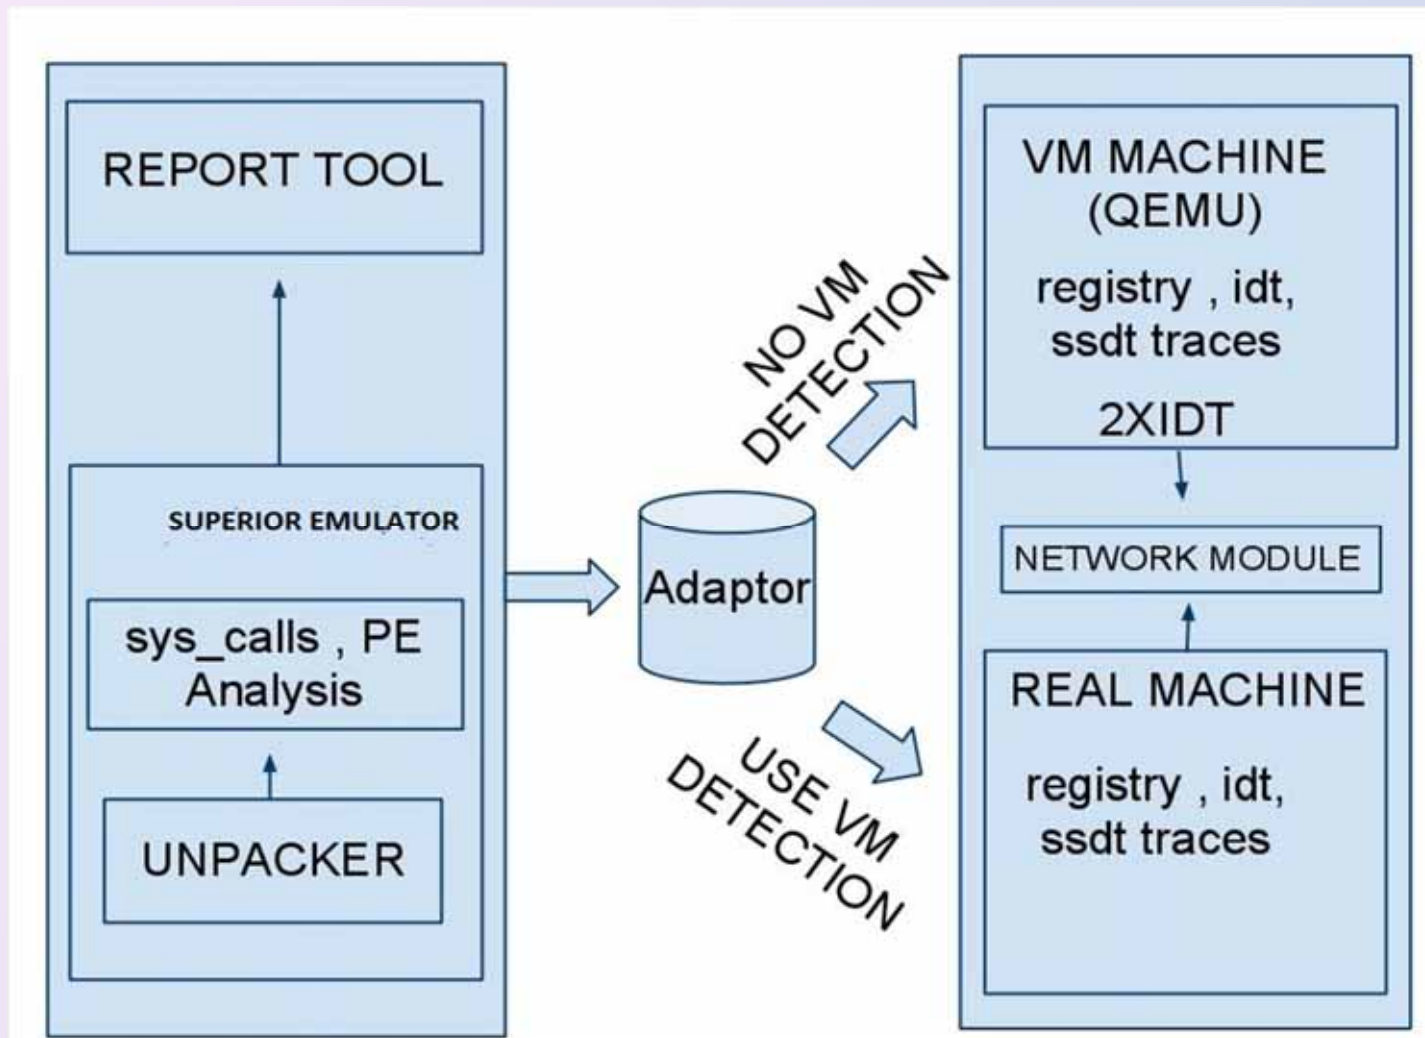 REPORT TOOL
SUPERIOR EMULATOR
sys_calls , PE
Analysis
UNPACKER
Adaptor
NO VM
DETECTION
USE VM
DETECTION
VM MACHINE
(QEMU)
registry , idt,
ssdt traces
2XIDT
NETWORK MODULE
REAL MACHINE
registry , idt,
ssdt traces